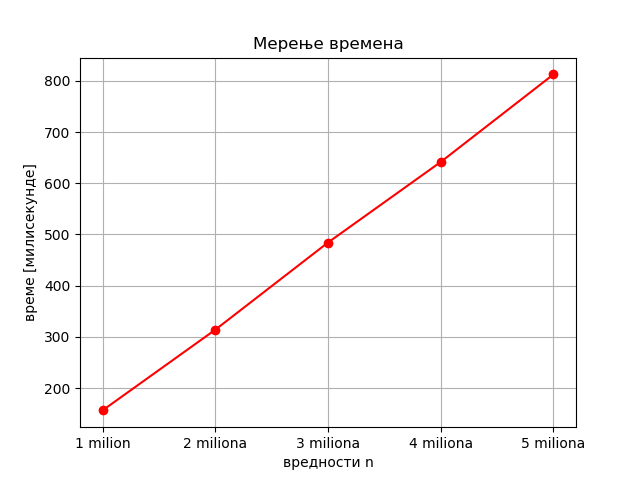 Мерење времена
време [милисекунде]
800
700
600
500
400
300
200
1 milion 2 miliona 3 miliona 4 miliona 5 miliona
вредности n